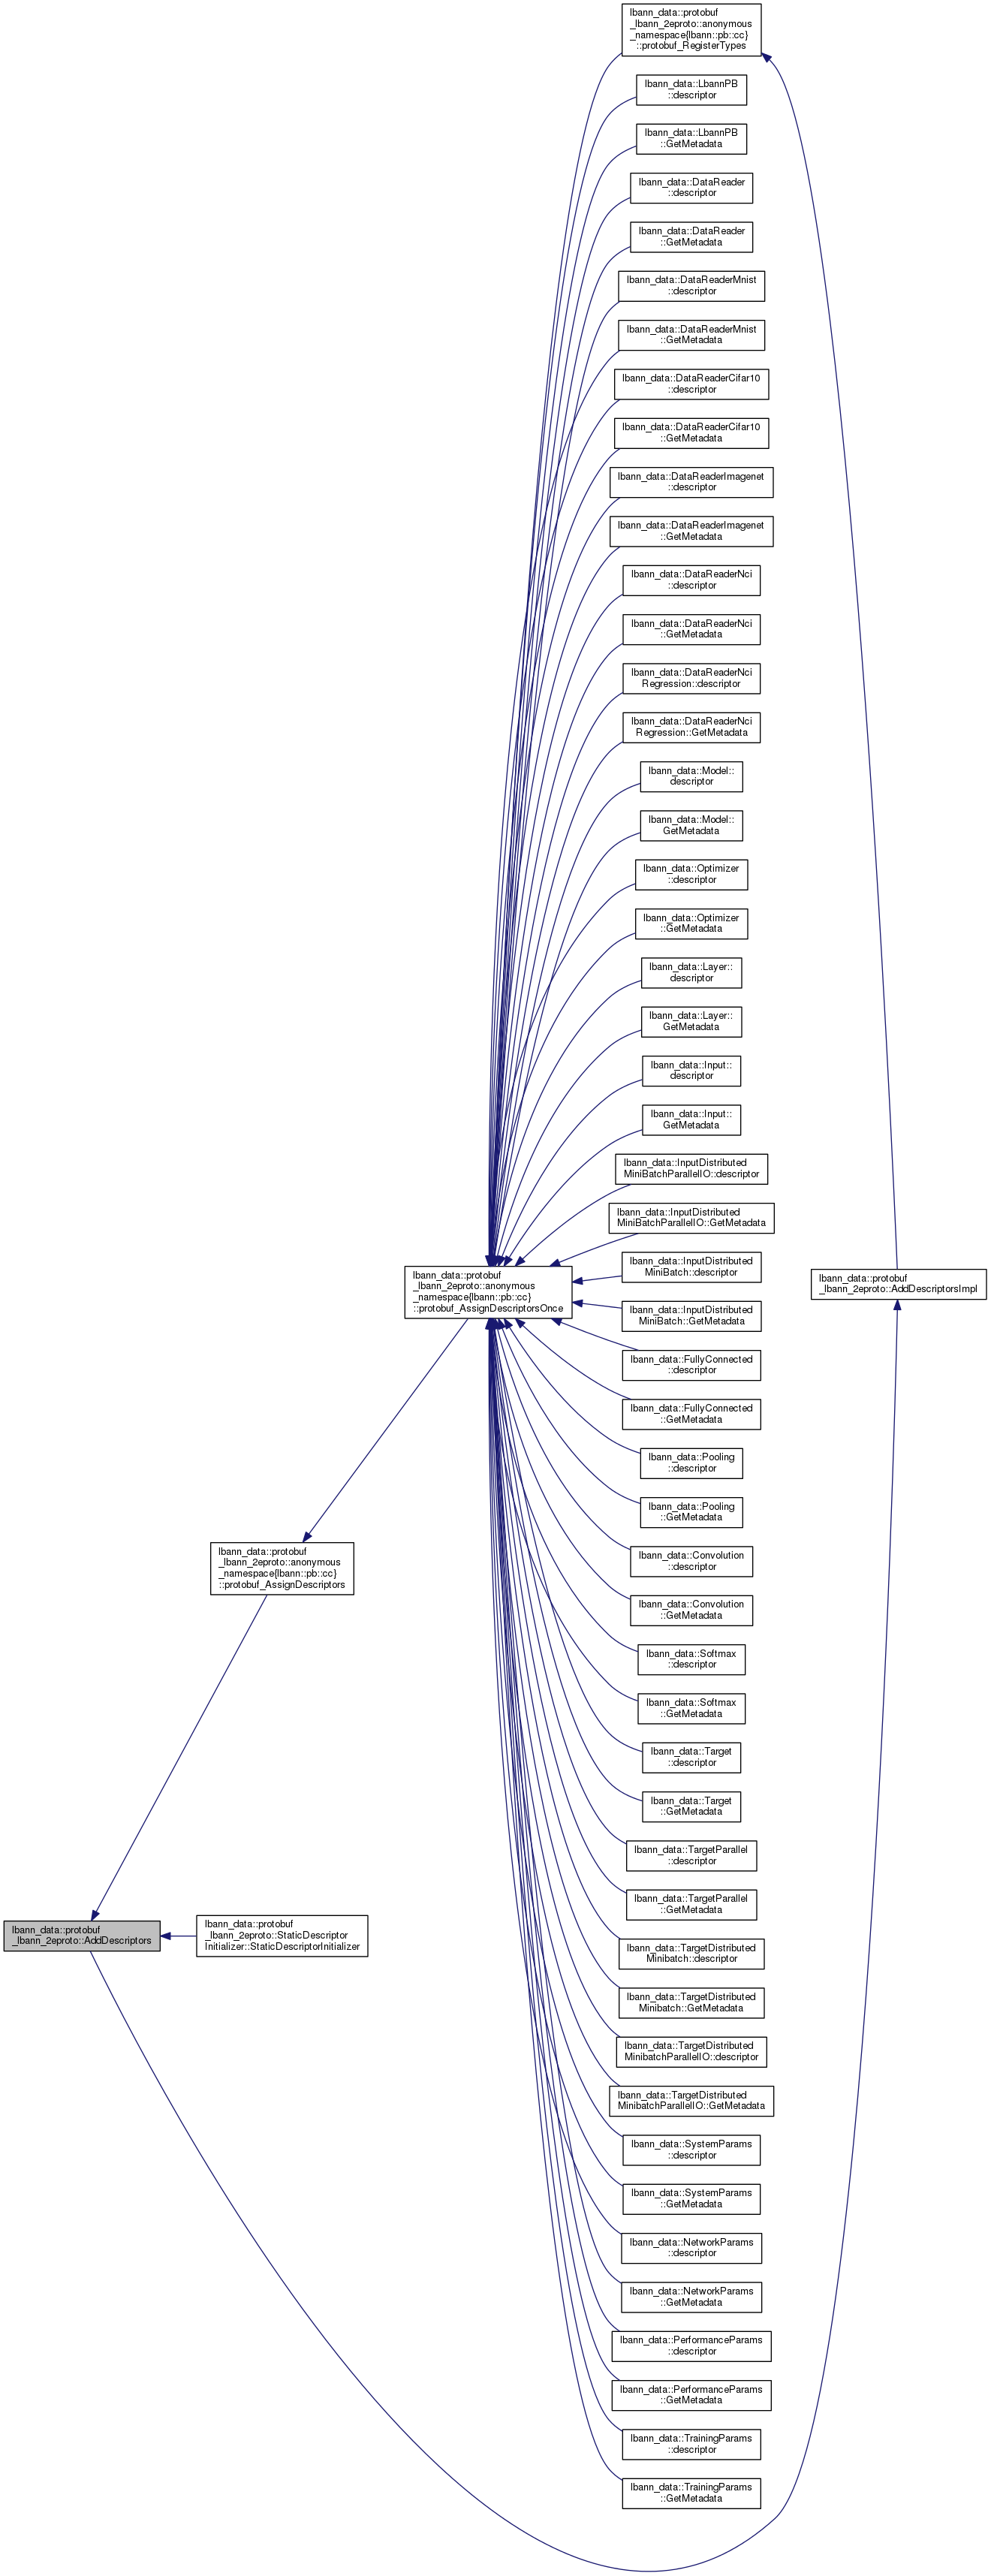 lbann_data::protobuf
_lbann_2eproto::anonymous
_namespace{lbann::pb::cc}
::protobuf_RegisterTypes
lbann_data::LbannPB
::descriptor
lbann_data::LbannPB
::GetMetadata
lbann_data::DataReader
::descriptor
lbann_data::DataReader
::GetMetadata
lbann_data::DataReaderMnist
::descriptor
lbann_data::DataReaderMnist
::GetMetadata
lbann_data::DataReaderCifar10
::descriptor
lbann_data::DataReaderCifar10
::GetMetadata
lbann_data::DataReaderImagenet
::descriptor
lbann_data::DataReaderImagenet
::GetMetadata
lbann_data::DataReaderNci
::descriptor
lbann_data::DataReaderNci
::GetMetadata
lbann_data::DataReaderNci
Regression::descriptor
lbann_data::DataReaderNci
Regression::GetMetadata
lbann_data::Model::
descriptor
lbann_data::Model::
GetMetadata
lbann_data::Optimizer
::descriptor
lbann_data::Optimizer
::GetMetadata
lbann_data::Layer::
descriptor
lbann_data::Layer::
GetMetadata
lbann_data::Input::
descriptor
lbann_data::Input::
GetMetadata
lbann_data::InputDistributed
MiniBatchParallelIO::descriptor
lbann_data::InputDistributed
MiniBatchParallelIO::GetMetadata
lbann_data::InputDistributed
MiniBatch::descriptor
lbann_data::InputDistributed
MiniBatch::GetMetadata
lbann_data::protobuf
_lbann_2eproto::anonymous
_namespace{lbann::pb::cc}
::protobuf_AssignDescriptorsOnce
lbann_data::protobuf
_lbann_2eproto::AddDescriptorsImpl
lbann_data::FullyConnected
::descriptor
lbann_data::FullyConnected
::GetMetadata
lbann_data::Pooling
::descriptor
lbann_data::Pooling
::GetMetadata
lbann_data::Convolution
::descriptor
lbann_data::Convolution
::GetMetadata
lbann_data::protobuf
_lbann_2eproto::anonymous
_namespace{lbann::pb::cc}
::protobuf_AssignDescriptors
lbann_data::Softmax
::descriptor
lbann_data::Softmax
::GetMetadata
lbann_data::Target
::descriptor
lbann_data::Target
::GetMetadata
lbann_data::TargetParallel
::descriptor
lbann_data::TargetParallel
::GetMetadata
lbann_data::protobuf
_lbann_2eproto::AddDescriptors
lbann_data::protobuf
_lbann_2eproto::StaticDescriptor
Initializer::StaticDescriptorInitializer
lbann_data::TargetDistributed
Minibatch::descriptor
lbann_data::TargetDistributed
Minibatch::GetMetadata
lbann_data::TargetDistributed
MinibatchParallelIO::descriptor
lbann_data::TargetDistributed
MinibatchParallelIO::GetMetadata
lbann_data::SystemParams
::descriptor
lbann_data::SystemParams
::GetMetadata
lbann_data::NetworkParams
::descriptor
lbann_data::NetworkParams
::GetMetadata
lbann_data::PerformanceParams
::descriptor
lbann_data::PerformanceParams
::GetMetadata
lbann_data::TrainingParams
::descriptor
lbann_data::TrainingParams
::GetMetadata